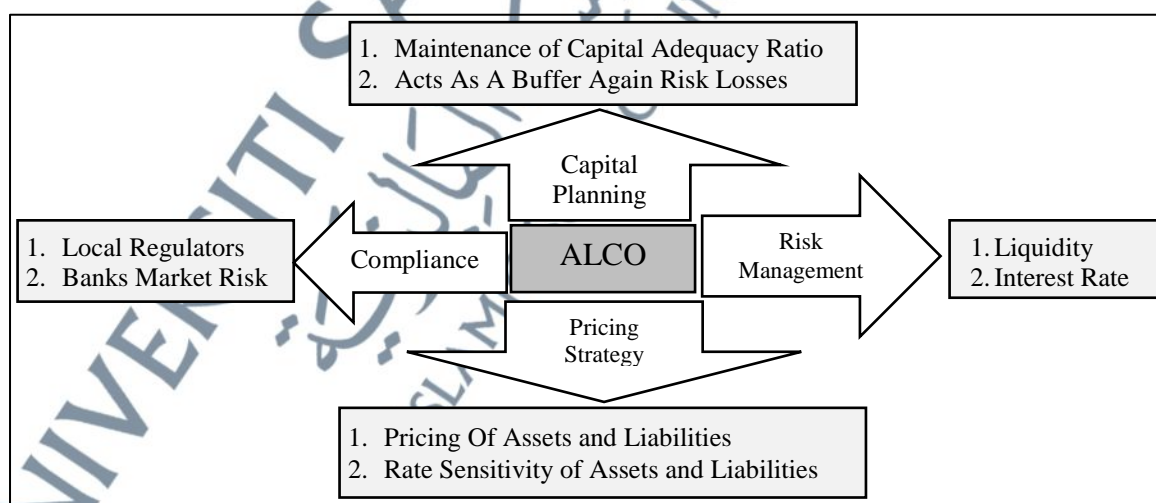 1. Maintenance of Capital Adequacy Ratio
2. Acts As A Buffer Again Risk Losses
Capital
Planning
1. Local Regulators
2. Banks Market Risk
Compliance
ALCO
Risk
Management
1. Liquidity
2. Interest Rate
Pricing
Strategy
1. Pricing Of Assets and Liabilities
2. Rate Sensitivity of Assets and Liabilities
UNIVERSITI